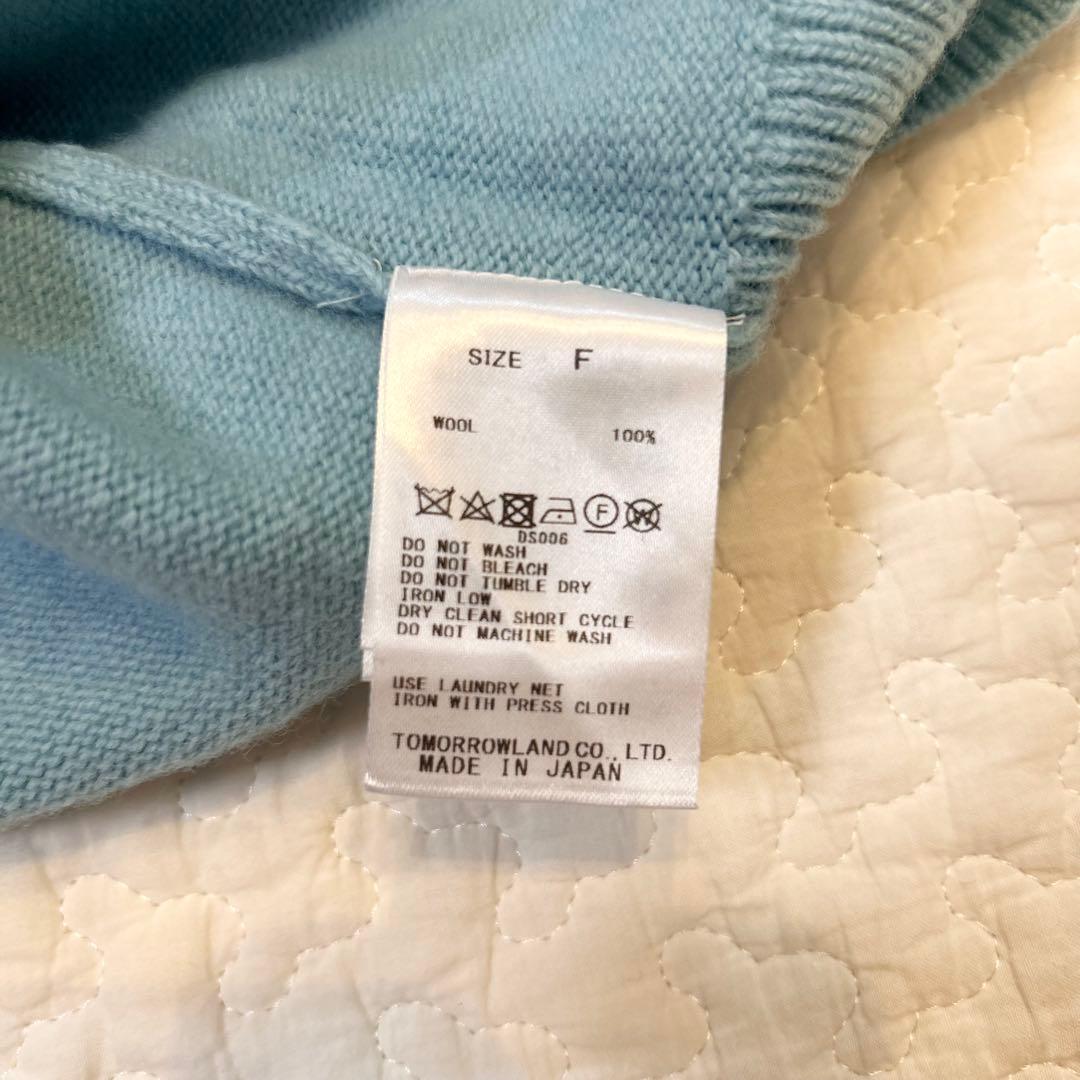 SIZE F
WOOL 100%
F W
DS006
DO NOT WASH
DO NOT BLEACH
DO NOT TUMBLE DRY
IRON LOW
DRY CLEAN SHORT CYCLE
DO NOT MACHINE WASH
USE LAUNDRY NET
IRON WITH PRESS CLOTH
TOMORROWLAND CO., LTD.
MADE IN JAPAN